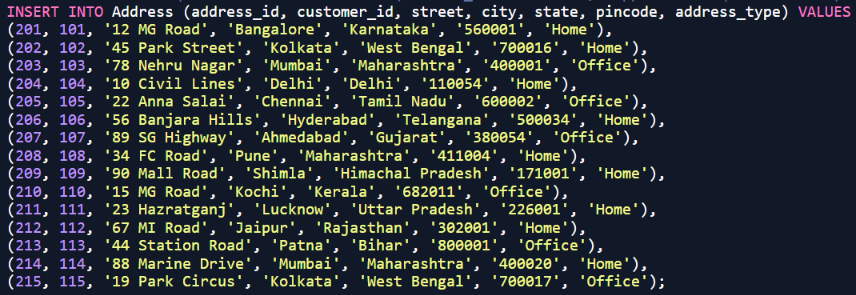 INSERT INTO Address (address_id, customer_id, street, city, state, pincode, address_type) VALUES
(201, 101, '12 MG Road', 'Bangalore', 'Karnataka', '560001', 'Home'),
(202, 102, '45 Park Street', 'Kolkata', 'West Bengal', '700016', 'Home'),
(203, 103, '78 Nehru Nagar', 'Mumbai', 'Maharashtra', '400001', 'Office'),
(204, 104, '10 Civil Lines', 'Delhi', 'Delhi', '110054', 'Home'),
(205, 105, '22 Anna Salai', 'Chennai', 'Tamil Nadu', '600002', 'Office'),
(206, 106, '56 Banjara Hills', 'Hyderabad', 'Telangana', '500034', 'Home'),
(207, 107, '89 SG Highway', 'Ahmedabad', 'Gujarat', '380054', 'Office'),
(208, 108, '34 FC Road', 'Pune', 'Maharashtra', '411004', 'Home'),
(209, 109, '90 Mall Road', 'Shimla', 'Himachal Pradesh', '171001', 'Home'),
(210, 110, '15 MG Road', 'Kochi', 'Kerala', '682011', 'Office'),
(211, 111, '23 Hazratganj', 'Lucknow', 'Uttar Pradesh', '226001', 'Home'),
(212, 112, '67 MI Road', 'Jaipur', 'Rajasthan', '302001', 'Home'),
(213, 113, '44 Station Road', 'Patna', 'Bihar', '800001', 'Office'),
(214, 114, '88 Marine Drive', 'Mumbai', 'Maharashtra', '400020', 'Home'),
(215, 115, '19 Park Circus', 'Kolkata', 'West Bengal', '700017', 'Office');